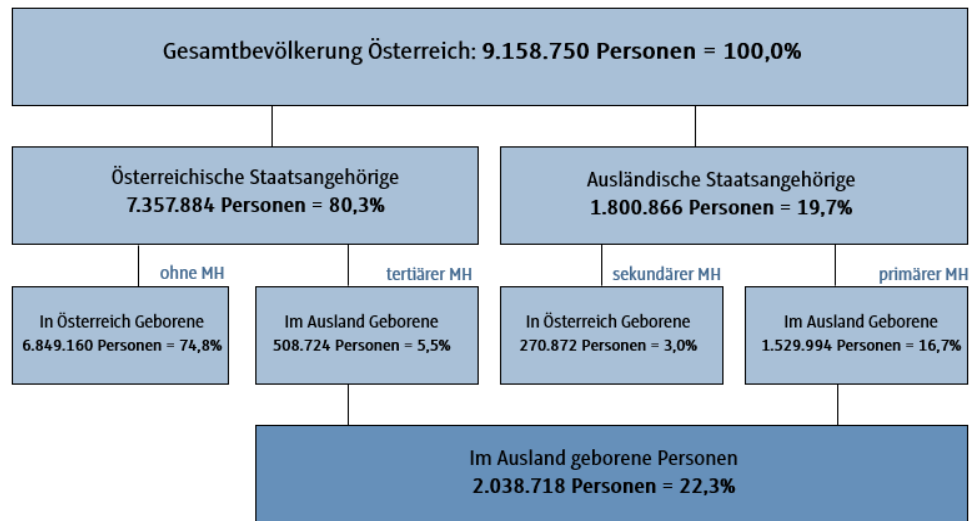 Gesamtbevölkerung Österreich: 9.158.750 Personen = 100,0%
Österreichische Staatsangehörige
7.357.884 Personen = 80,3%
Ausländische Staatsangehörige
1.800.866 Personen = 19,7%
ohne MH
tertiärer MH
sekundärer MH
primärer MH
In Österreich Geborene
6.849.160 Personen = 74,8%
Im Ausland Geborene
508.724 Personen = 5,5%
In Österreich Geborene
270.872 Personen = 3,0%
Im Ausland Geborene
1.529.994 Personen = 16,7%
Im Ausland geborene Personen
2.038.718 Personen = 22,3%